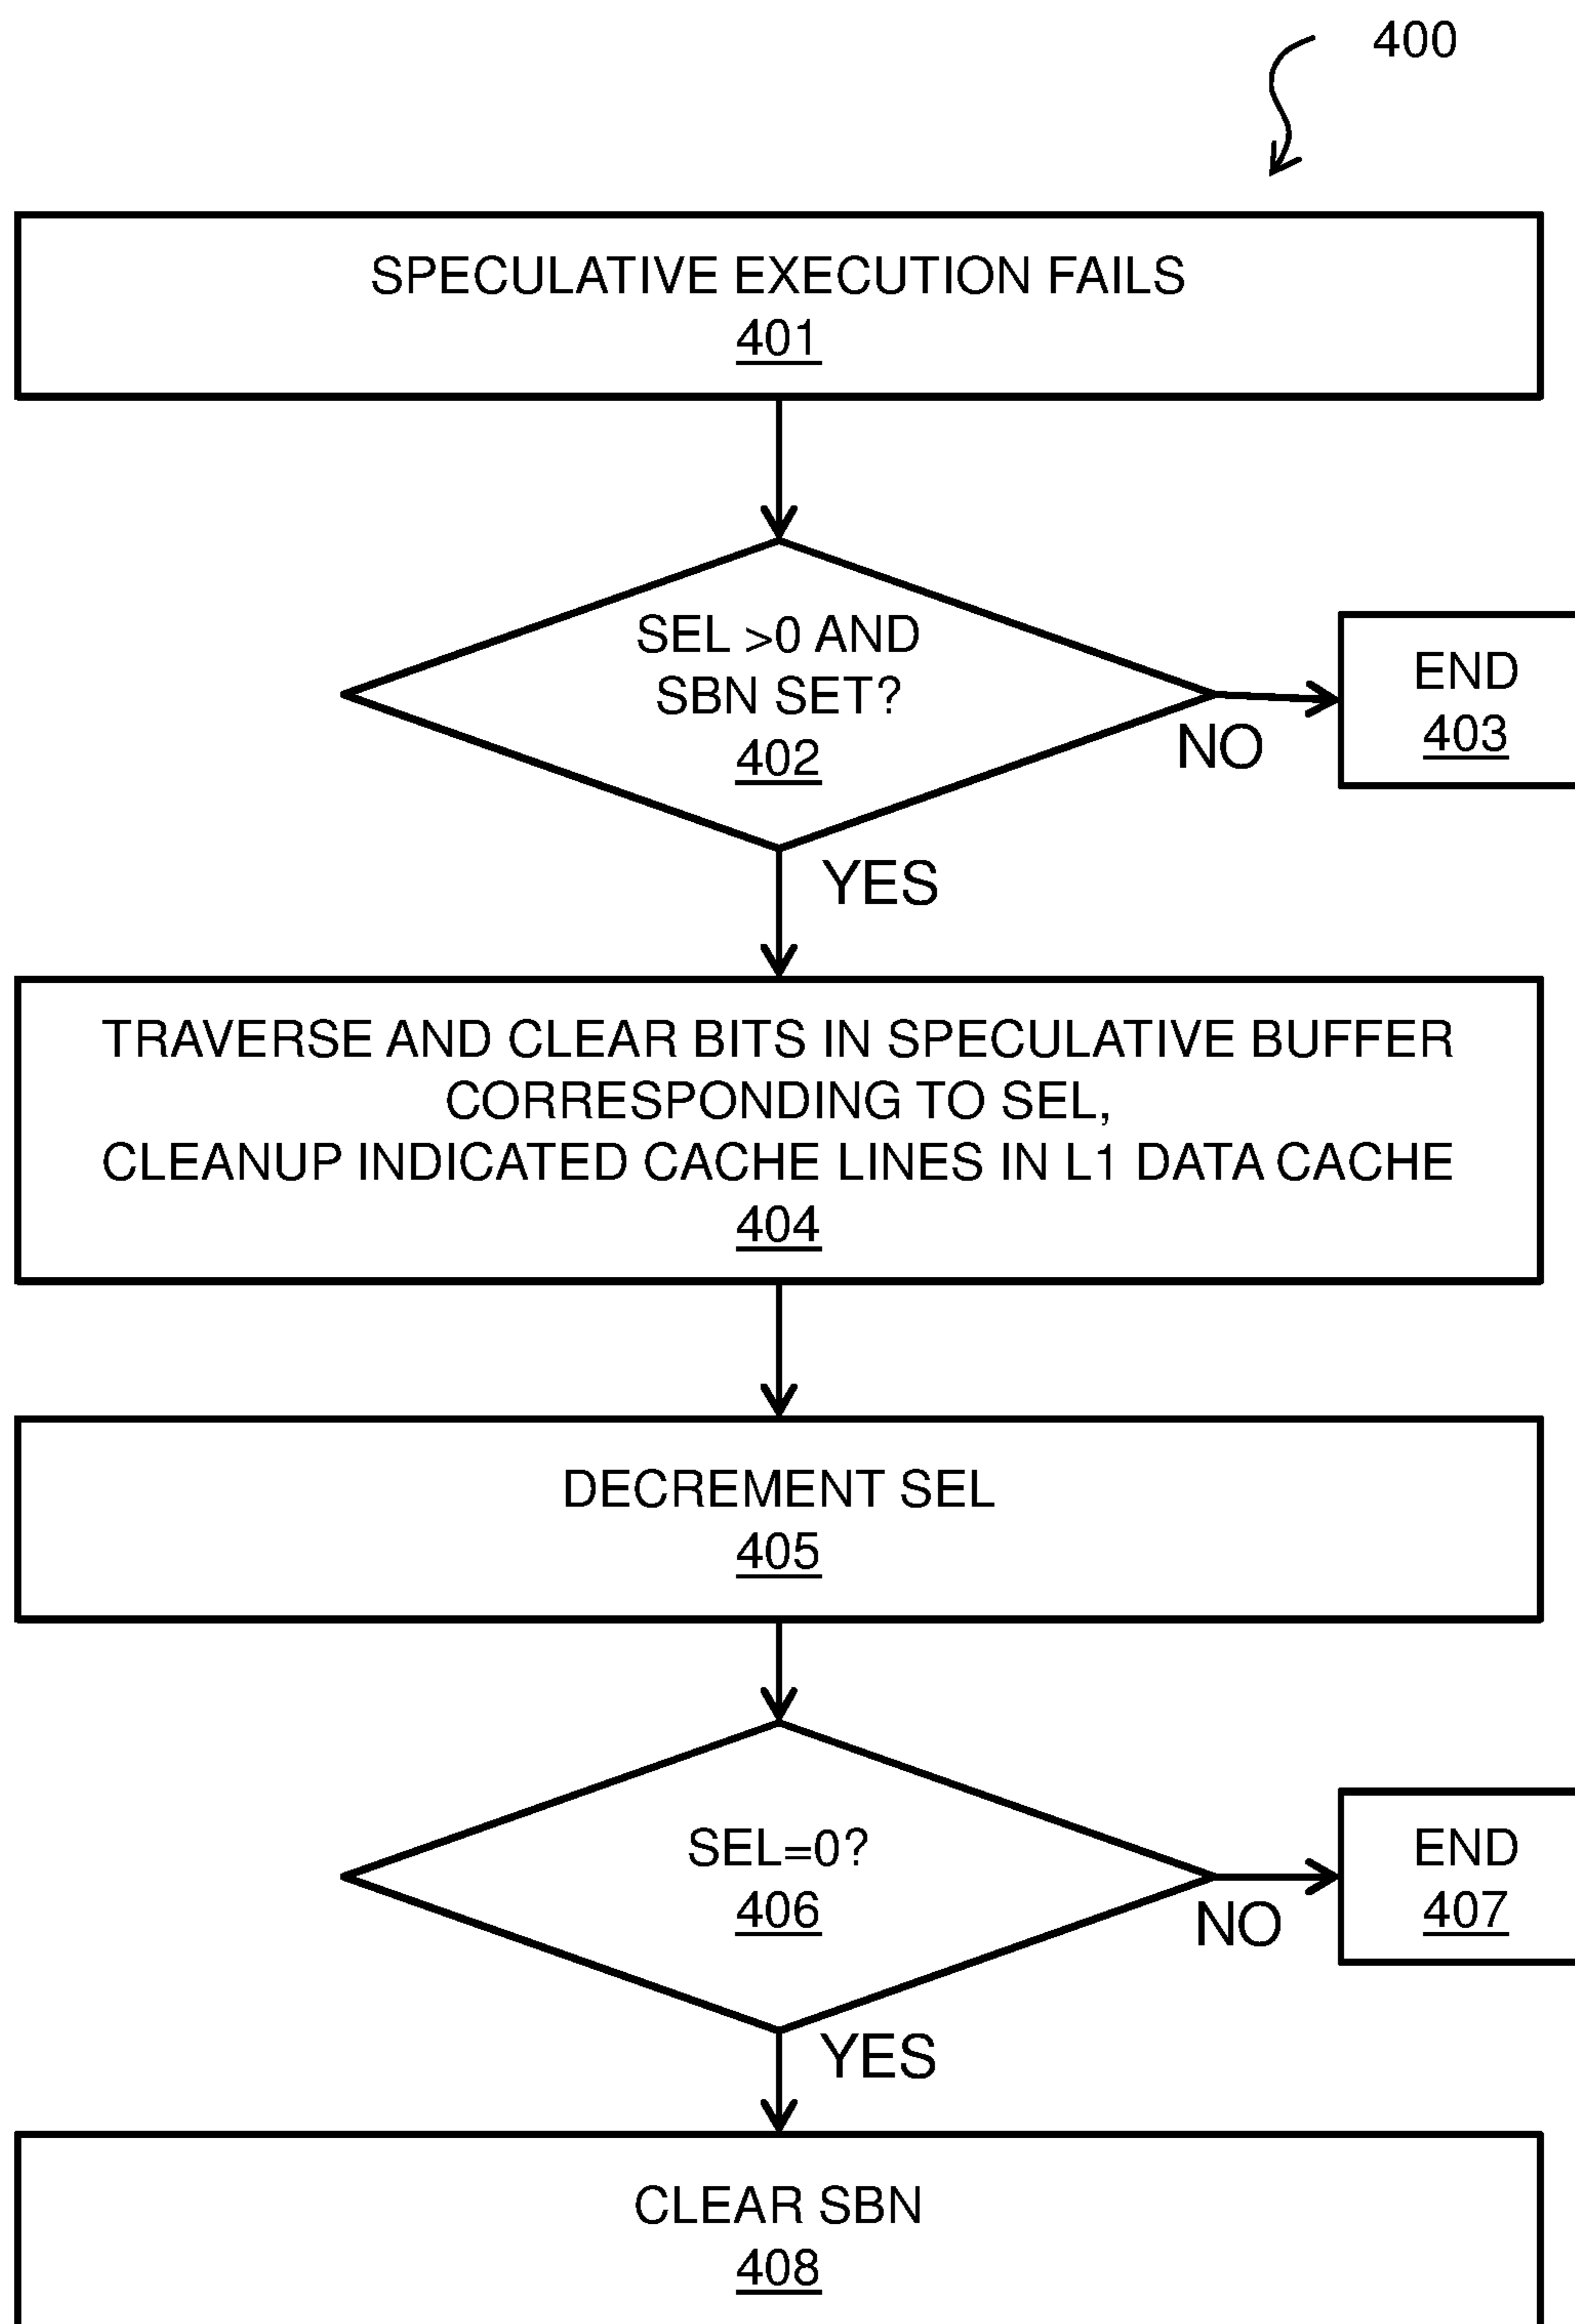 400
SPECULATIVE EXECUTION FAILS
401
SEL >0 AND
SBN SET?
402
NO
END
403
YES
TRAVERSE AND CLEAR BITS IN SPECULATIVE BUFFER
CORRESPONDING TO SEL,
CLEANUP INDICATED CACHE LINES IN L1 DATA CACHE
404
DECREMENT SEL
405
SEL=0?
406
NO
END
407
YES
CLEAR SBN
408